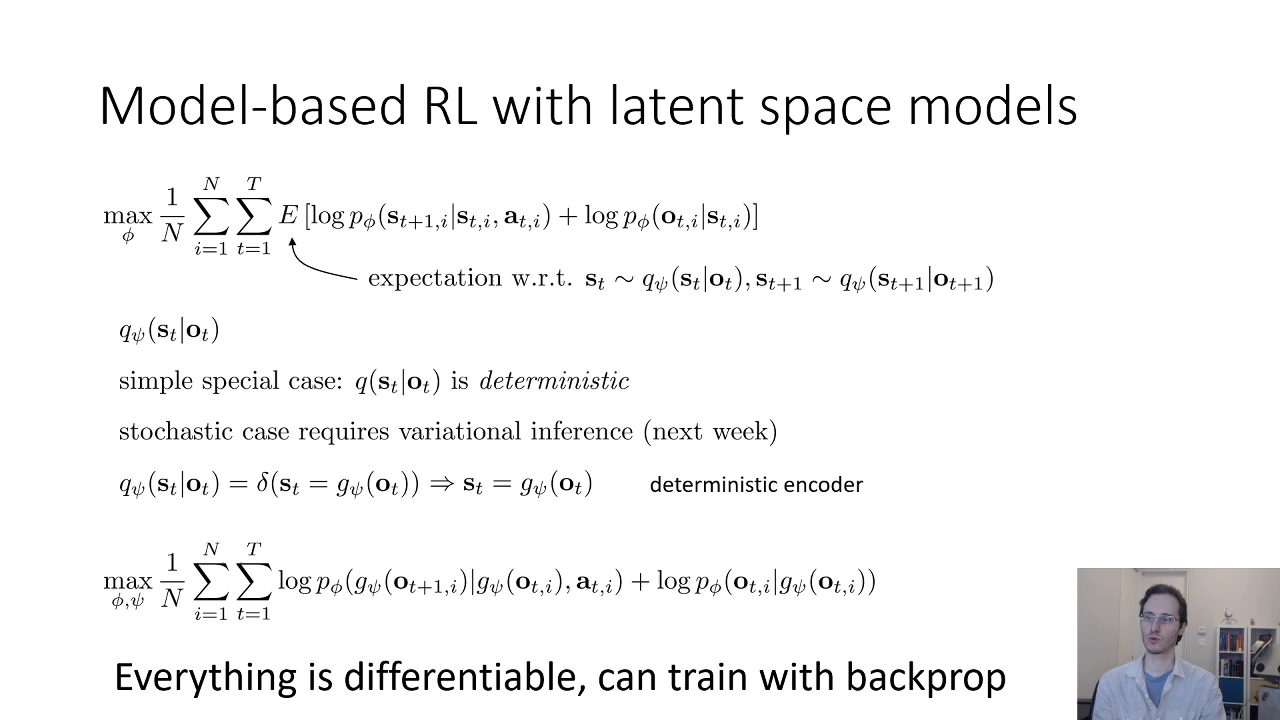 Model-based RL with latent space models
max_ϕ 1/N ∑_{i=1}^{N} ∑_{t=1}^{T} E [log p_ϕ(s_{t+1,i}|s_{t,i}, a_{t,i}) + log p_ϕ(o_{t,i}|s_{t,i})]
expectation w.r.t. s_t ∼ q_ψ(s_t|o_t), s_{t+1} ∼ q_ψ(s_{t+1}|o_{t+1})
q_ψ(s_t|o_t)
simple special case: q(s_t|o_t) is deterministic
stochastic case requires variational inference (next week)
q_ψ(s_t|o_t) = δ(s_t = g_ψ(o_t)) ⇒ s_t = g_ψ(o_t) deterministic encoder
max_{ϕ,ψ} 1/N ∑_{i=1}^{N} ∑_{t=1}^{T} log p_ϕ(g_ψ(o_{t+1,i})|g_ψ(o_{t,i}), a_{t,i}) + log p_ϕ(o_{t,i}|g_ψ(o_{t,i}))
Everything is differentiable, can train with backprop